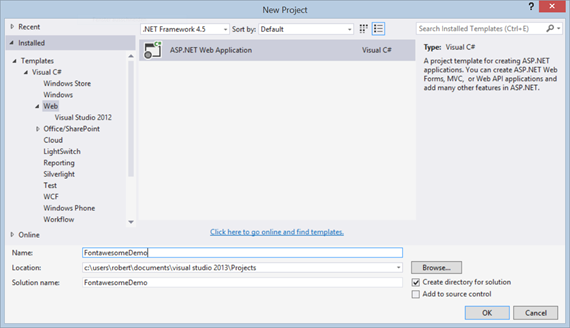 New Project
Recent
Installed
Templates
Visual C#
Windows Store
Windows
Web
Visual Studio 2012
Office/SharePoint
Cloud
LightSwitch
Reporting
Silverlight
Test
WCF
Windows Phone
Workflow
Online
.NET Framework 4.5
Sort by: Default
ASP.NET Web Application Visual C#
Click here to go online and find templates.
Search Installed Templates (Ctrl+E)
Type: Visual C#
A project template for creating ASP.NET
applications. You can create ASP.NET Web
Forms, MVC, or Web API applications and
add many other features in ASP.NET.
Name: FontawesomeDemo
Location: c:\users\robert\documents\visual studio 2013\Projects
Browse...
Solution name: FontawesomeDemo
Create directory for solution
Add to source control
OK
Cancel